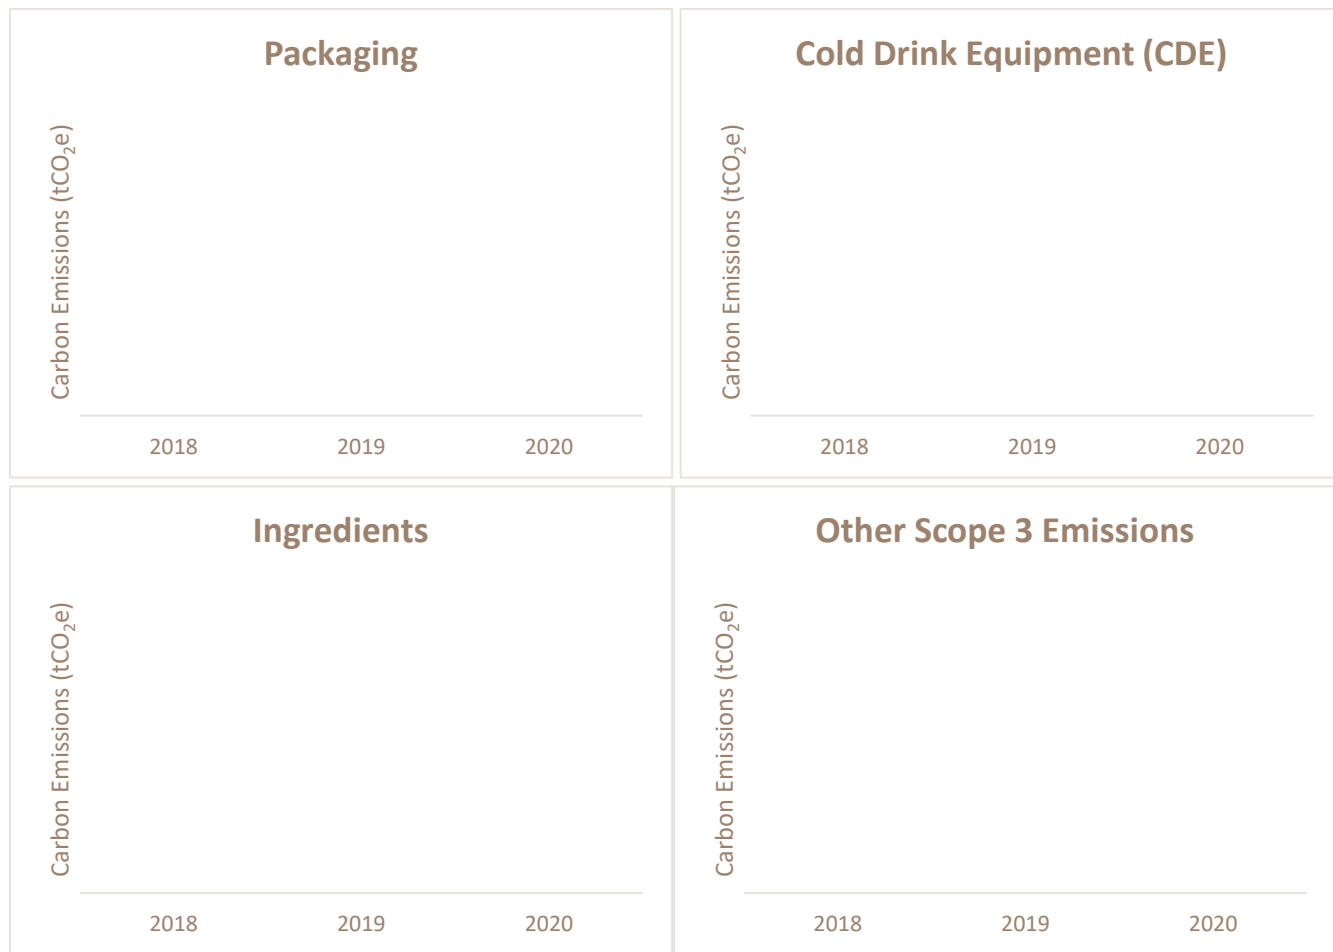 Packaging
Carbon Emissions (tCO₂e)
2018 2019 2020
Cold Drink Equipment (CDE)
Carbon Emissions (tCO₂e)
2018 2019 2020
Ingredients
Carbon Emissions (tCO₂e)
2018 2019 2020
Other Scope 3 Emissions
Carbon Emissions (tCO₂e)
2018 2019 2020